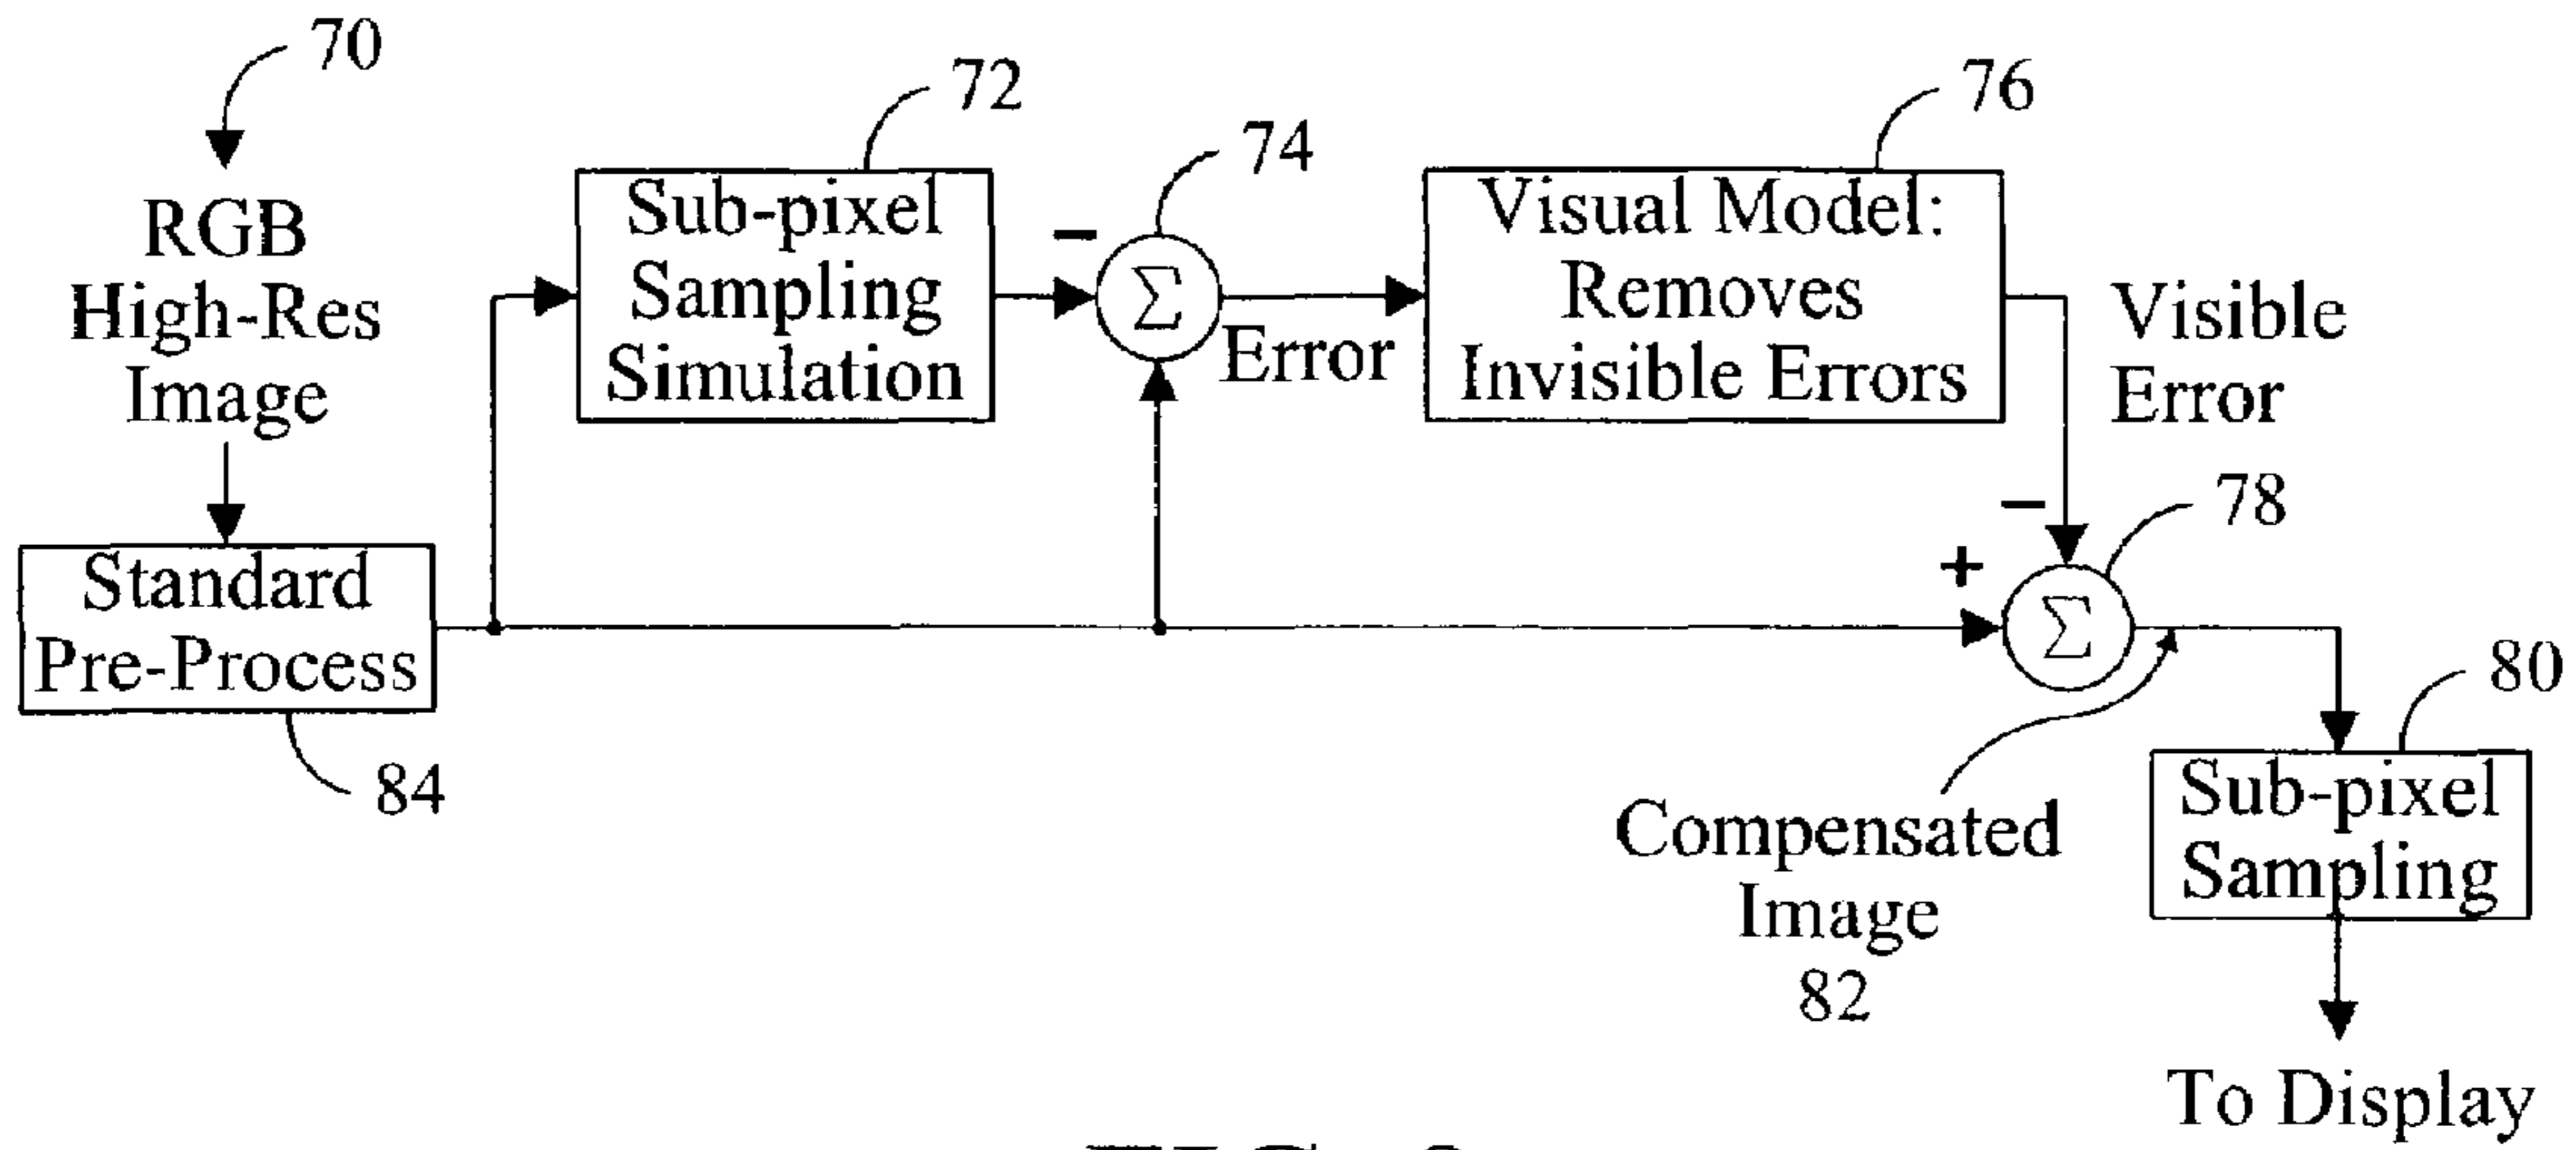 70
RGB
High-Res
Image
72
Sub-pixel
Sampling
Simulation
74
−
Σ
Error
76
Visual Model:
Removes
Invisible Errors
Visible
Error
−
+
78
Σ
Standard
Pre-Process
84
Compensated
Image
82
80
Sub-pixel
Sampling
To Display